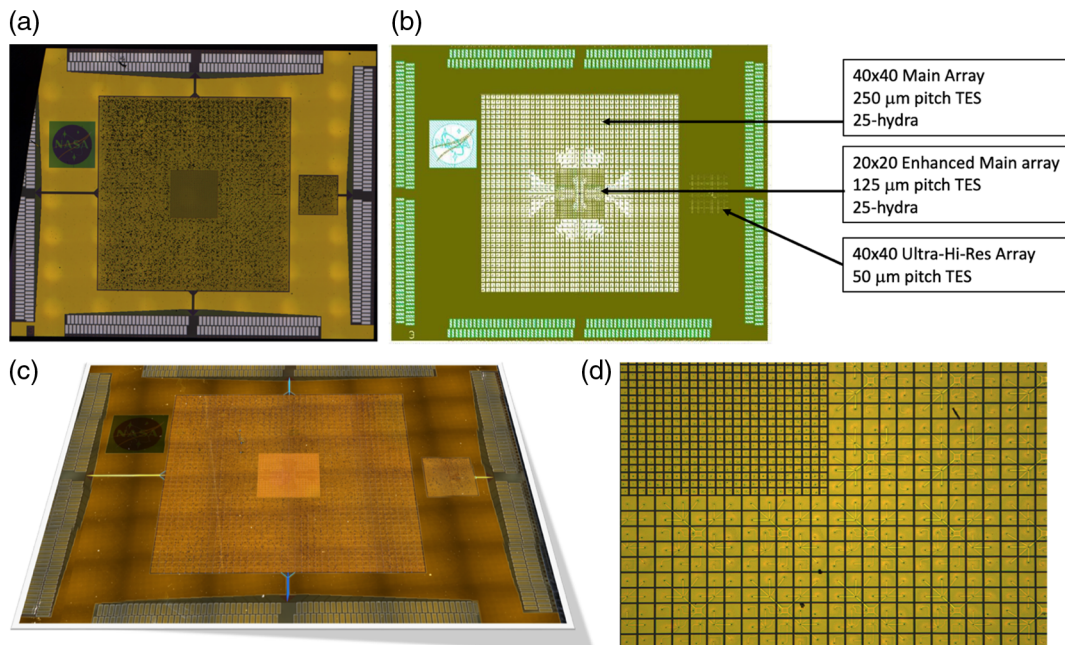 (a)
(b)
NASA
40x40 Main Array
250 μm pitch TES
25-hydra
20x20 Enhanced Main array
125 μm pitch TES
25-hydra
40x40 Ultra-Hi-Res Array
50 μm pitch TES
3
(c)
(d)
NASA